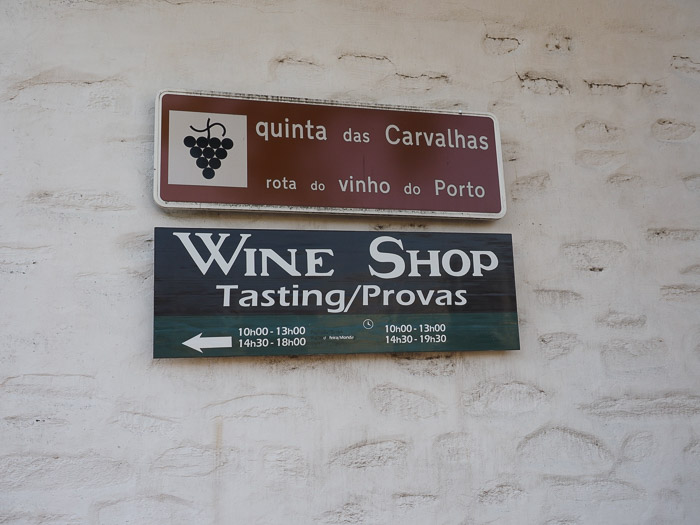 quinta das Carvalhas
rota do vinho do Porto
WINE SHOP
Tasting/Provas
10h00 - 13h00
14h30 - 18h00
10h00 - 13h00
14h30 - 19h30